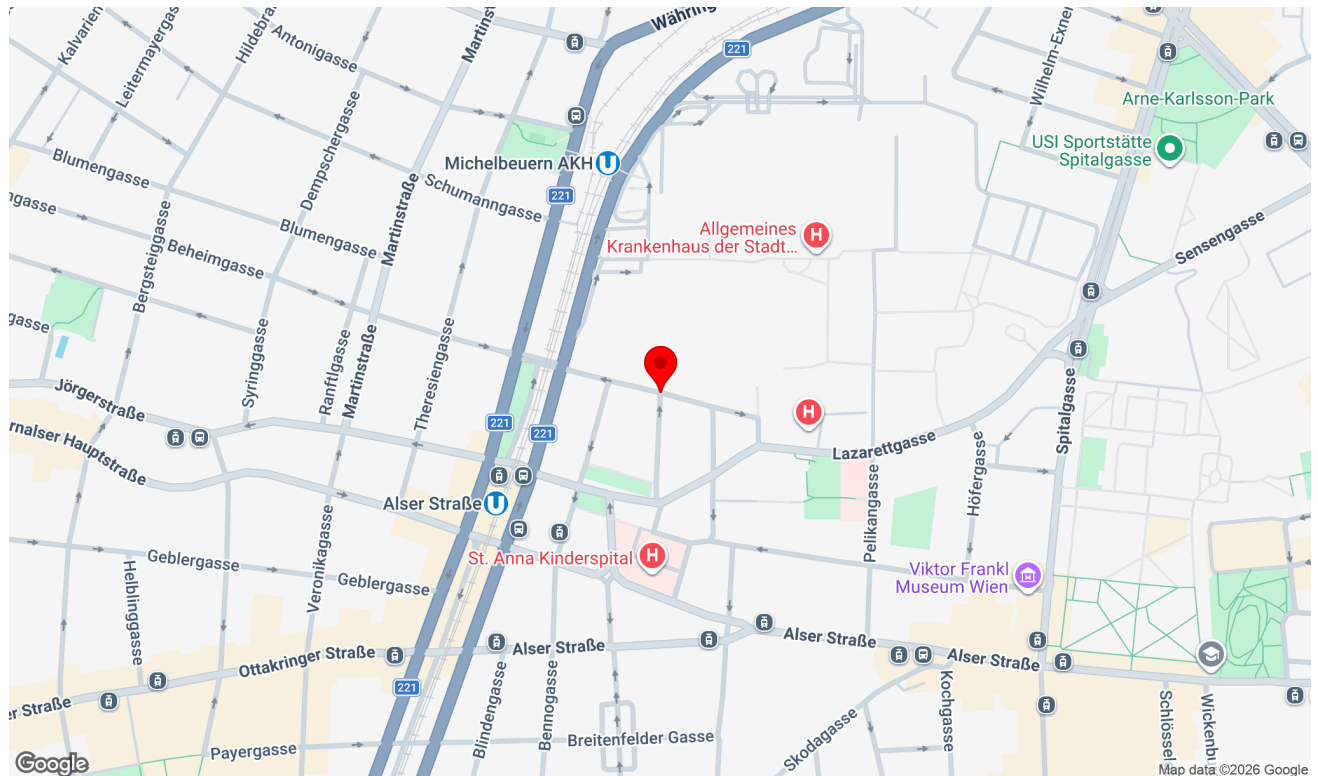 Währing
221
Kalvarien
Leitermayergas
Hildebra
Antonigasse
Martinst
Wilhelm-Exner
Arne-Karlsson-Park
USI Sportstätte
Spitalgasse
Michelbeuern AKH
Blumengasse
Dempschergasse
Martinstraße
Schumanngasse
221
ngasse
Bergsteiggasse
Beheimgasse
Blumengasse
Allgemeines
Krankenhaus der Stadt...
Sensengasse
gasse
Syringgasse
Ranftlgasse
Martinstraße
Theresiengasse
Jörgerstraße
221
221
rnalser Hauptstraße
Lazarettgasse
Spitalgasse
Höfergasse
Pelikangasse
Alser Straße
St. Anna Kinderspital
Viktor Frankl
Museum Wien
Geblergasse
Helblinggasse
Veronikagasse
Geblergasse
Alser Straße
Alser Straße
Alser Straße
Ottakringer Straße
221
er Straße
Blindengasse
Bennogasse
Kochgasse
Skodagasse
Schlössel
Wickenbu
Payergasse
Breitenfelder Gasse
Google
Map data ©2026 Google